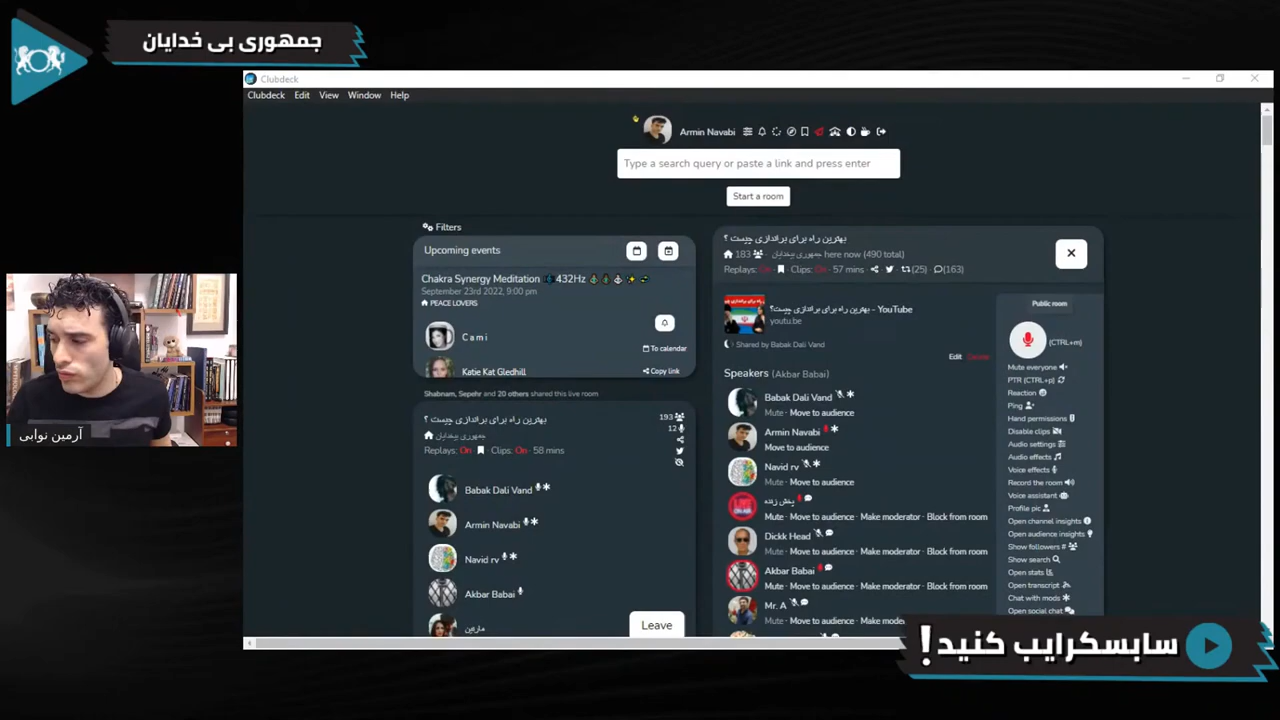 جمهوری بی خدایان
Clubdeck
Clubdeck Edit View Window Help
Armin Navabi
Type a search query or paste a link and press enter
Start a room
Filters
Upcoming events
Chakra Synergy Meditation 432Hz
September 23rd 2022, 9:00 pm
PEACE LOVERS
C a m i
To calendar
Katie Kat Gledhill
Copy link
Shabnam, Sepehr and 20 others shared this live room
بهترین راه برای براندازی چیست ؟
193
12
جمهوری بیخدایان
Replays: On Clips: On 58 mins
Babak Dali Vand
Armin Navabi
Navid rv
Akbar Babai
مارتین
Leave
بهترین راه برای براندازی چیست ؟
183 جمهوری بیخدایان here now (490 total)
Replays: On Clips: On 57 mins (25) (163)
بهترین راه برای براندازی چیست؟ - YouTube
youtu.be
Shared by Babak Dali Vand
Edit
Speakers (Akbar Babai)
Babak Dali Vand
Mute · Move to audience
Armin Navabi
Move to audience
Navid rv
Mute · Move to audience
پخش زنده
Mute · Move to audience · Make moderator · Block from room
Dickk Head
Mute · Move to audience · Make moderator · Block from room
Akbar Babai
Mute · Move to audience · Make moderator · Block from room
Mr. A
Mute · Move to audience · Make
Public room
(CTRL+m)
Mute everyone
PTR (CTRL+p)
Reaction
Ping
Hand permissions
Disable clips
Audio settings
Audio effects
Voice effects
Record the room
Voice assistant
Profile pic
Open channel insights
Open audience insights
Show followers #
Show search
Open stats
Open transcript
Chat with mods
Open social chat
آرمین نوابی
سابسکرایب کنید!